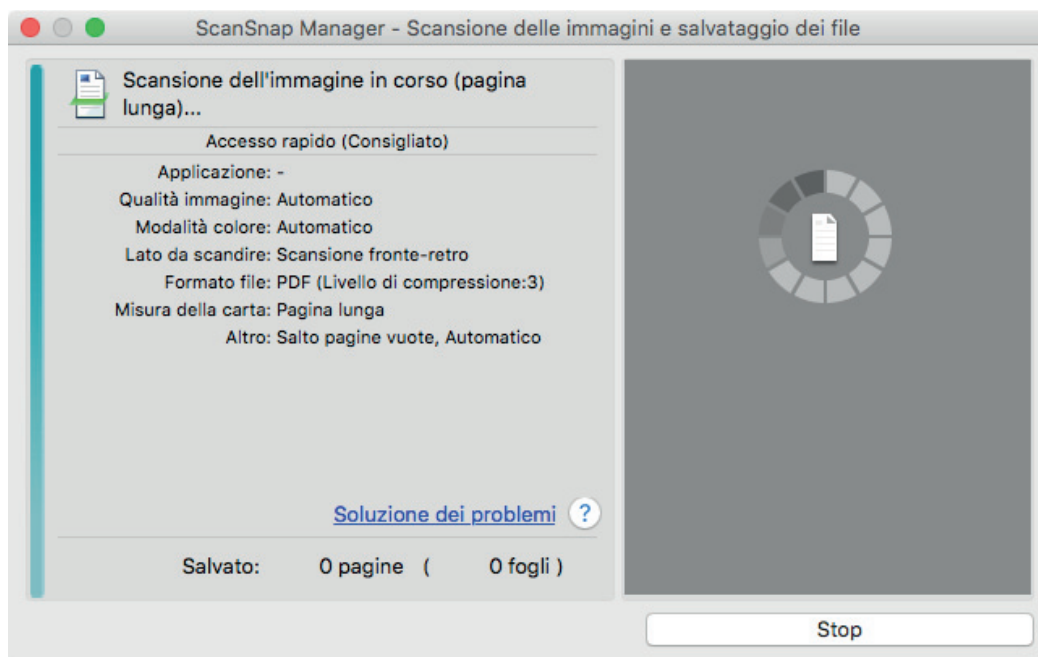 ScanSnap Manager - Scansione delle immagini e salvataggio dei file
Scansione dell'immagine in corso (pagina
lunga)...
Accesso rapido (Consigliato)
Applicazione: -
Qualità immagine: Automatico
Modalità colore: Automatico
Lato da scandire: Scansione fronte-retro
Formato file: PDF (Livello di compressione:3)
Misura della carta: Pagina lunga
Altro: Salto pagine vuote, Automatico
Soluzione dei problemi ?
Salvato: 0 pagine ( 0 fogli )
Stop